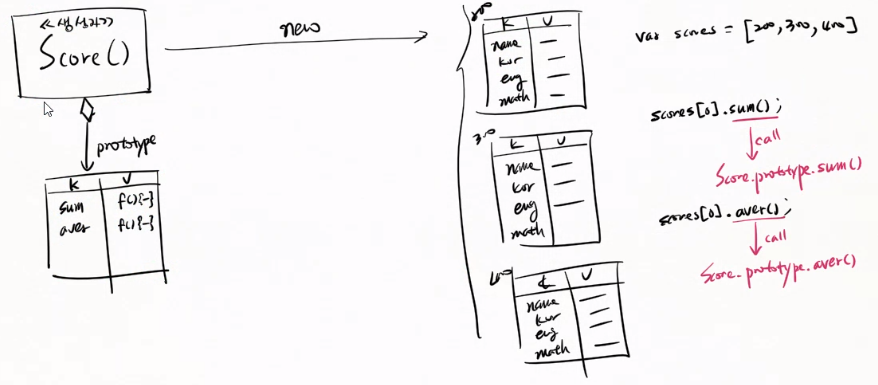 <<생성자>>
Score()
new
prototype
K V
sum f(){~}
aver f(){~}
200
K V
name
kor
eng
math
300
K V
name
kor
eng
math
400
K V
name
kor
eng
math
var scores = [200, 300, 400]
scores[0].sum();
call
Score.prototype.sum()
scores[0].aver();
call
Score.prototype.aver()